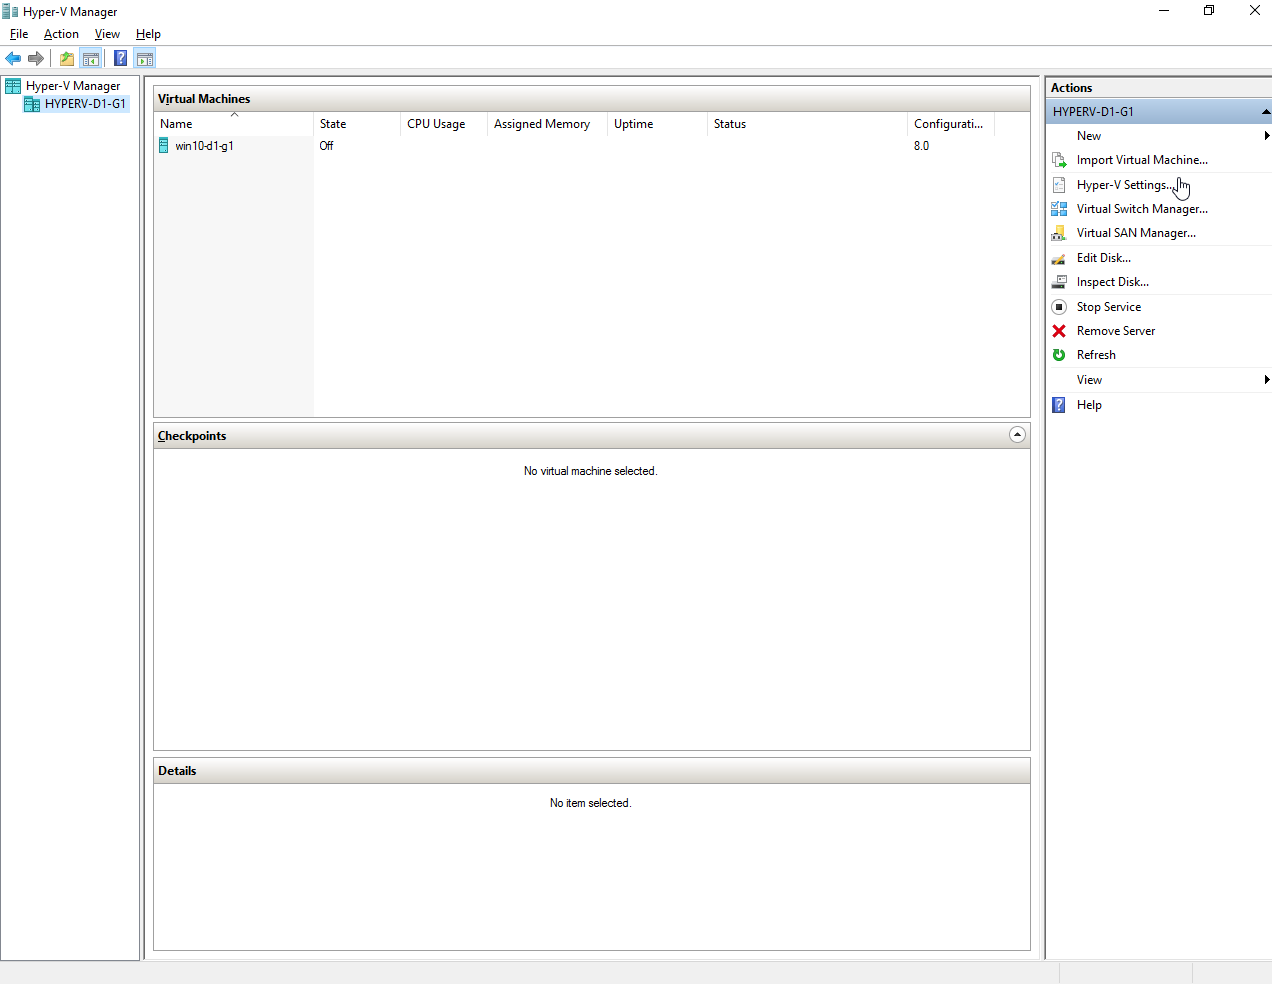 Hyper-V Manager
File Action View Help
Hyper-V Manager
HYPERV-D1-G1
Virtual Machines
Name State CPU Usage Assigned Memory Uptime Status Configurati...
win10-d1-g1 Off 8.0
Checkpoints
No virtual machine selected.
Details
No item selected.
Actions
HYPERV-D1-G1
New
Import Virtual Machine...
Hyper-V Settings...
Virtual Switch Manager...
Virtual SAN Manager...
Edit Disk...
Inspect Disk...
Stop Service
Remove Server
Refresh
View
Help